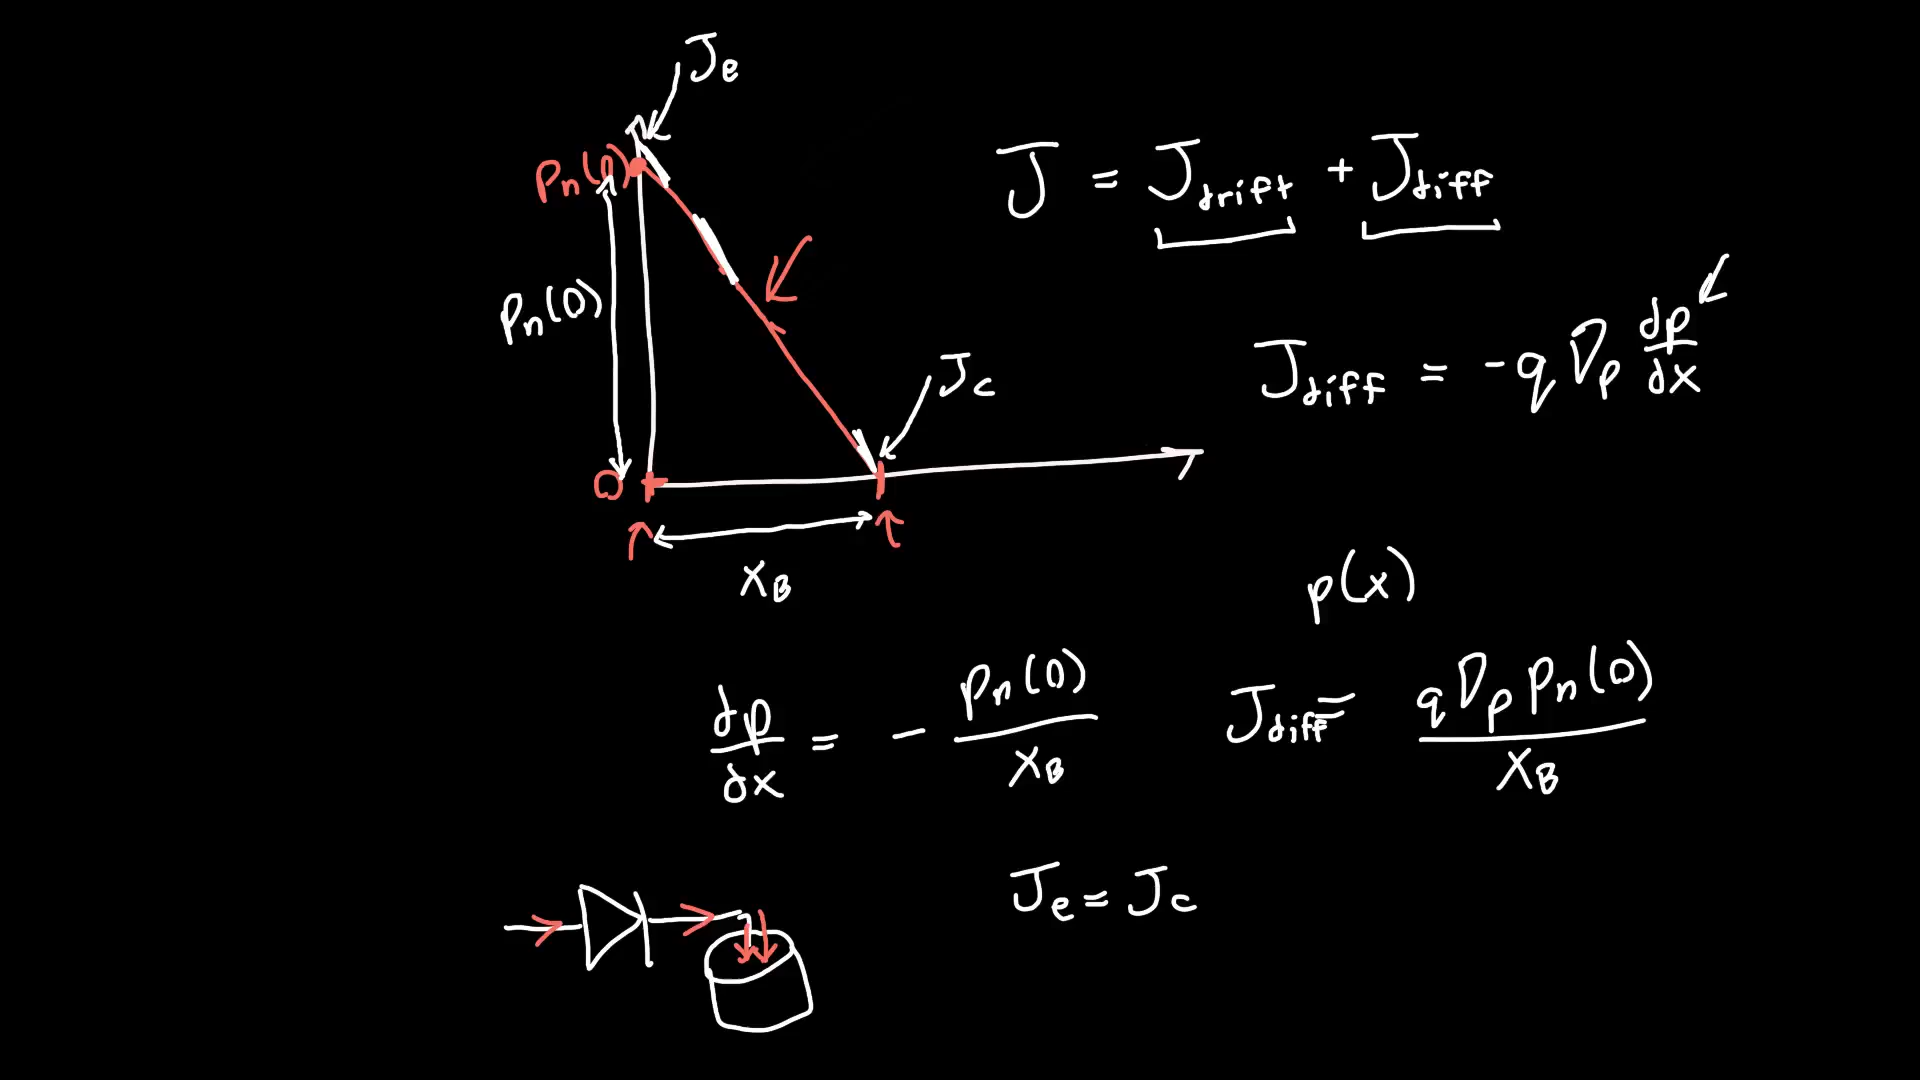 Je
Pn(0)
J = Jdrift + Jdiff
Pn(0)
Jdiff = -q Dp dp/dx
Jc
0
xB
p(x)
dp/dx = - Pn(0)/xB
Jdiff = q Dp Pn(0)/xB
Je = Jc